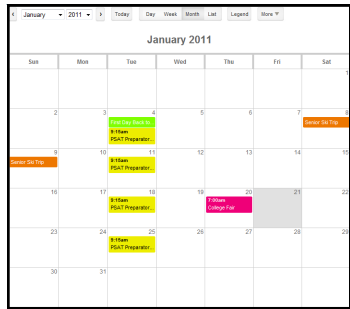 January 2011 Today Day Week Month List Legend More
January 2011
Sun Mon Tue Wed Thu Fri Sat
1
2 3 4 5 6 7 8
First Day Back to... Senior Ski Trip
9:15am
PSAT Preparator...
9 10 11 12 13 14 15
Senior Ski Trip 9:15am
PSAT Preparator...
16 17 18 19 20 21 22
9:15am 7:00am
PSAT Preparator... College Fair
23 24 25 26 27 28 29
9:15am
PSAT Preparator...
30 31